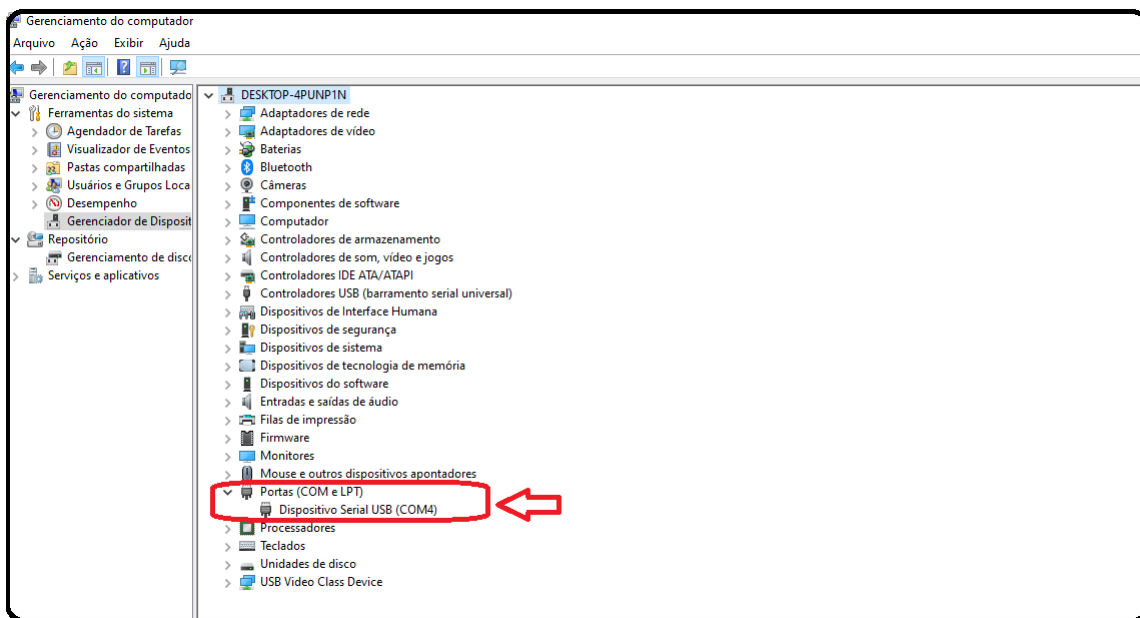 Gerenciamento do computador
Arquivo Ação Exibir Ajuda
Gerenciamento do computado
Ferramentas do sistema
Agendador de Tarefas
Visualizador de Eventos
Pastas compartilhadas
Usuários e Grupos Loca
Desempenho
Gerenciador de Disposit
Repositório
Gerenciamento de disco
Serviços e aplicativos
DESKTOP-4PUNP1N
Adaptadores de rede
Adaptadores de vídeo
Baterias
Bluetooth
Câmeras
Componentes de software
Computador
Controladores de armazenamento
Controladores de som, vídeo e jogos
Controladores IDE ATA/ATAPI
Controladores USB (barramento serial universal)
Dispositivos de Interface Humana
Dispositivos de segurança
Dispositivos de sistema
Dispositivos de tecnologia de memória
Dispositivos do software
Entradas e saídas de áudio
Filas de impressão
Firmware
Monitores
Mouse e outros dispositivos apontadores
Portas (COM e LPT)
Dispositivo Serial USB (COM4)
Processadores
Teclados
Unidades de disco
USB Video Class Device